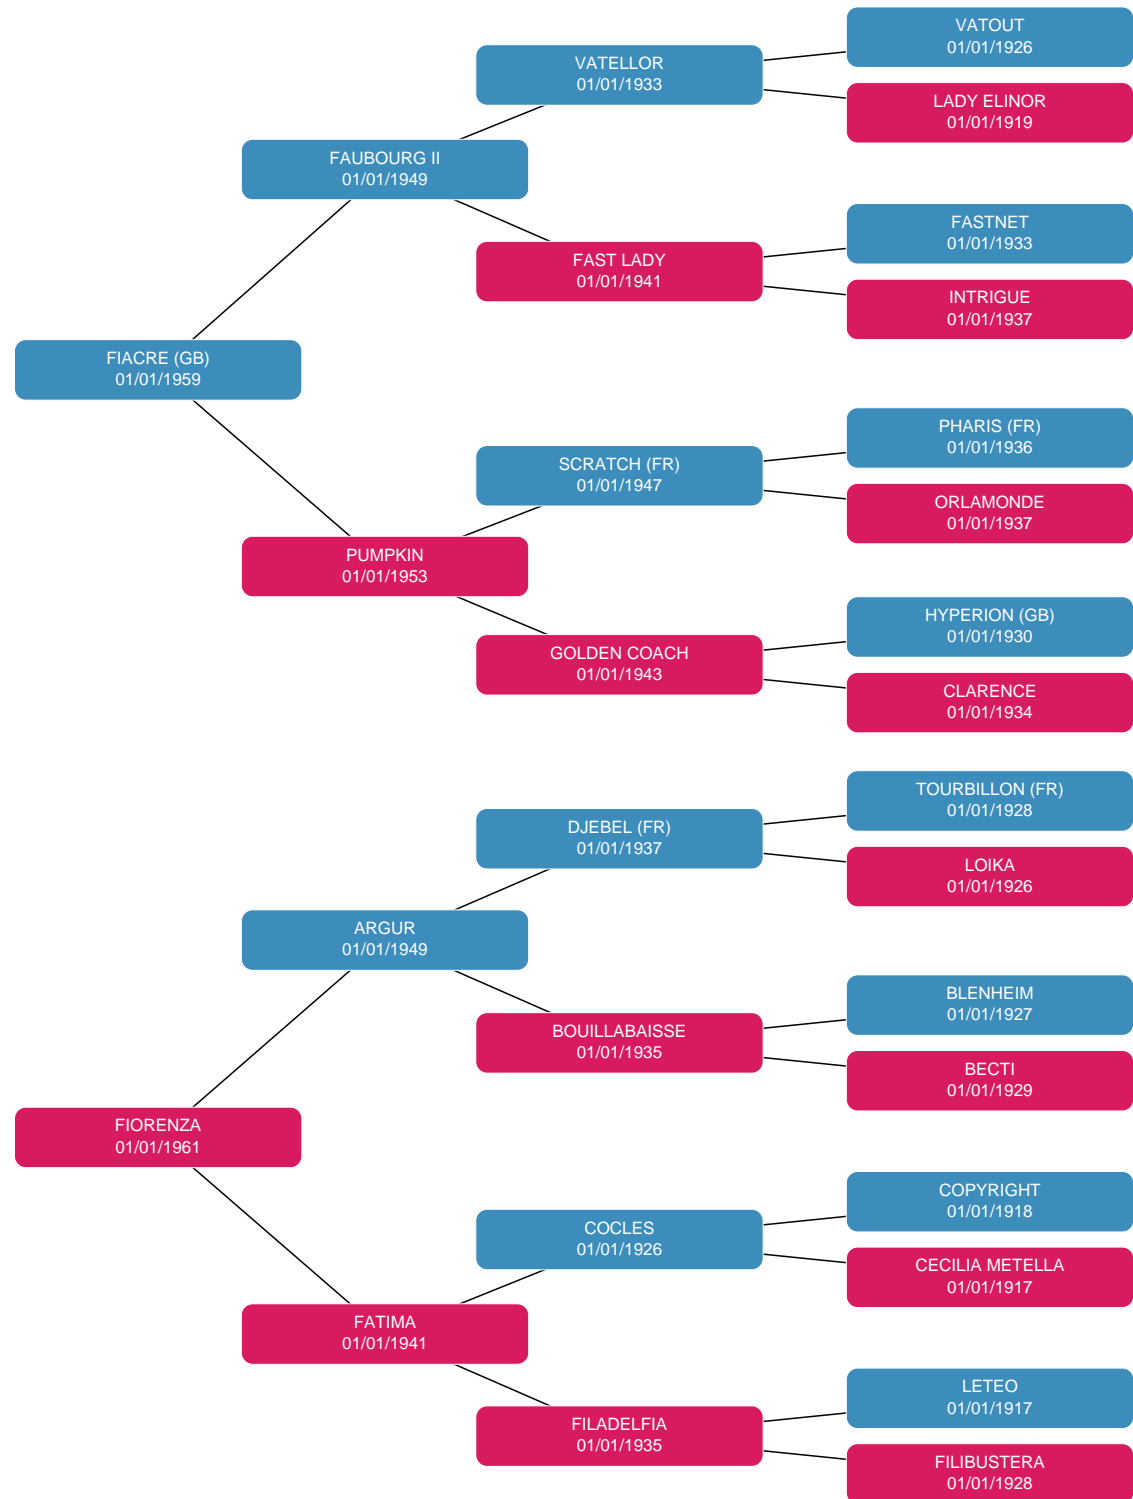 VATOUT
01/01/1926
VATELLOR
01/01/1933
LADY ELINOR
01/01/1919
FAUBOURG II
01/01/1949
FASTNET
01/01/1933
FAST LADY
01/01/1941
INTRIGUE
01/01/1937
FIACRE (GB)
01/01/1959
PHARIS (FR)
01/01/1936
SCRATCH (FR)
01/01/1947
ORLAMONDE
01/01/1937
PUMPKIN
01/01/1953
HYPERION (GB)
01/01/1930
GOLDEN COACH
01/01/1943
CLARENCE
01/01/1934
TOURBILLON (FR)
01/01/1928
DJEBEL (FR)
01/01/1937
LOIKA
01/01/1926
ARGUR
01/01/1949
BLENHEIM
01/01/1927
BOUILLABAISSE
01/01/1935
BECTI
01/01/1929
FIORENZA
01/01/1961
COPYRIGHT
01/01/1918
COCLES
01/01/1926
CECILIA METELLA
01/01/1917
FATIMA
01/01/1941
LETEO
01/01/1917
FILADELFIA
01/01/1935
FILIBUSTERA
01/01/1928